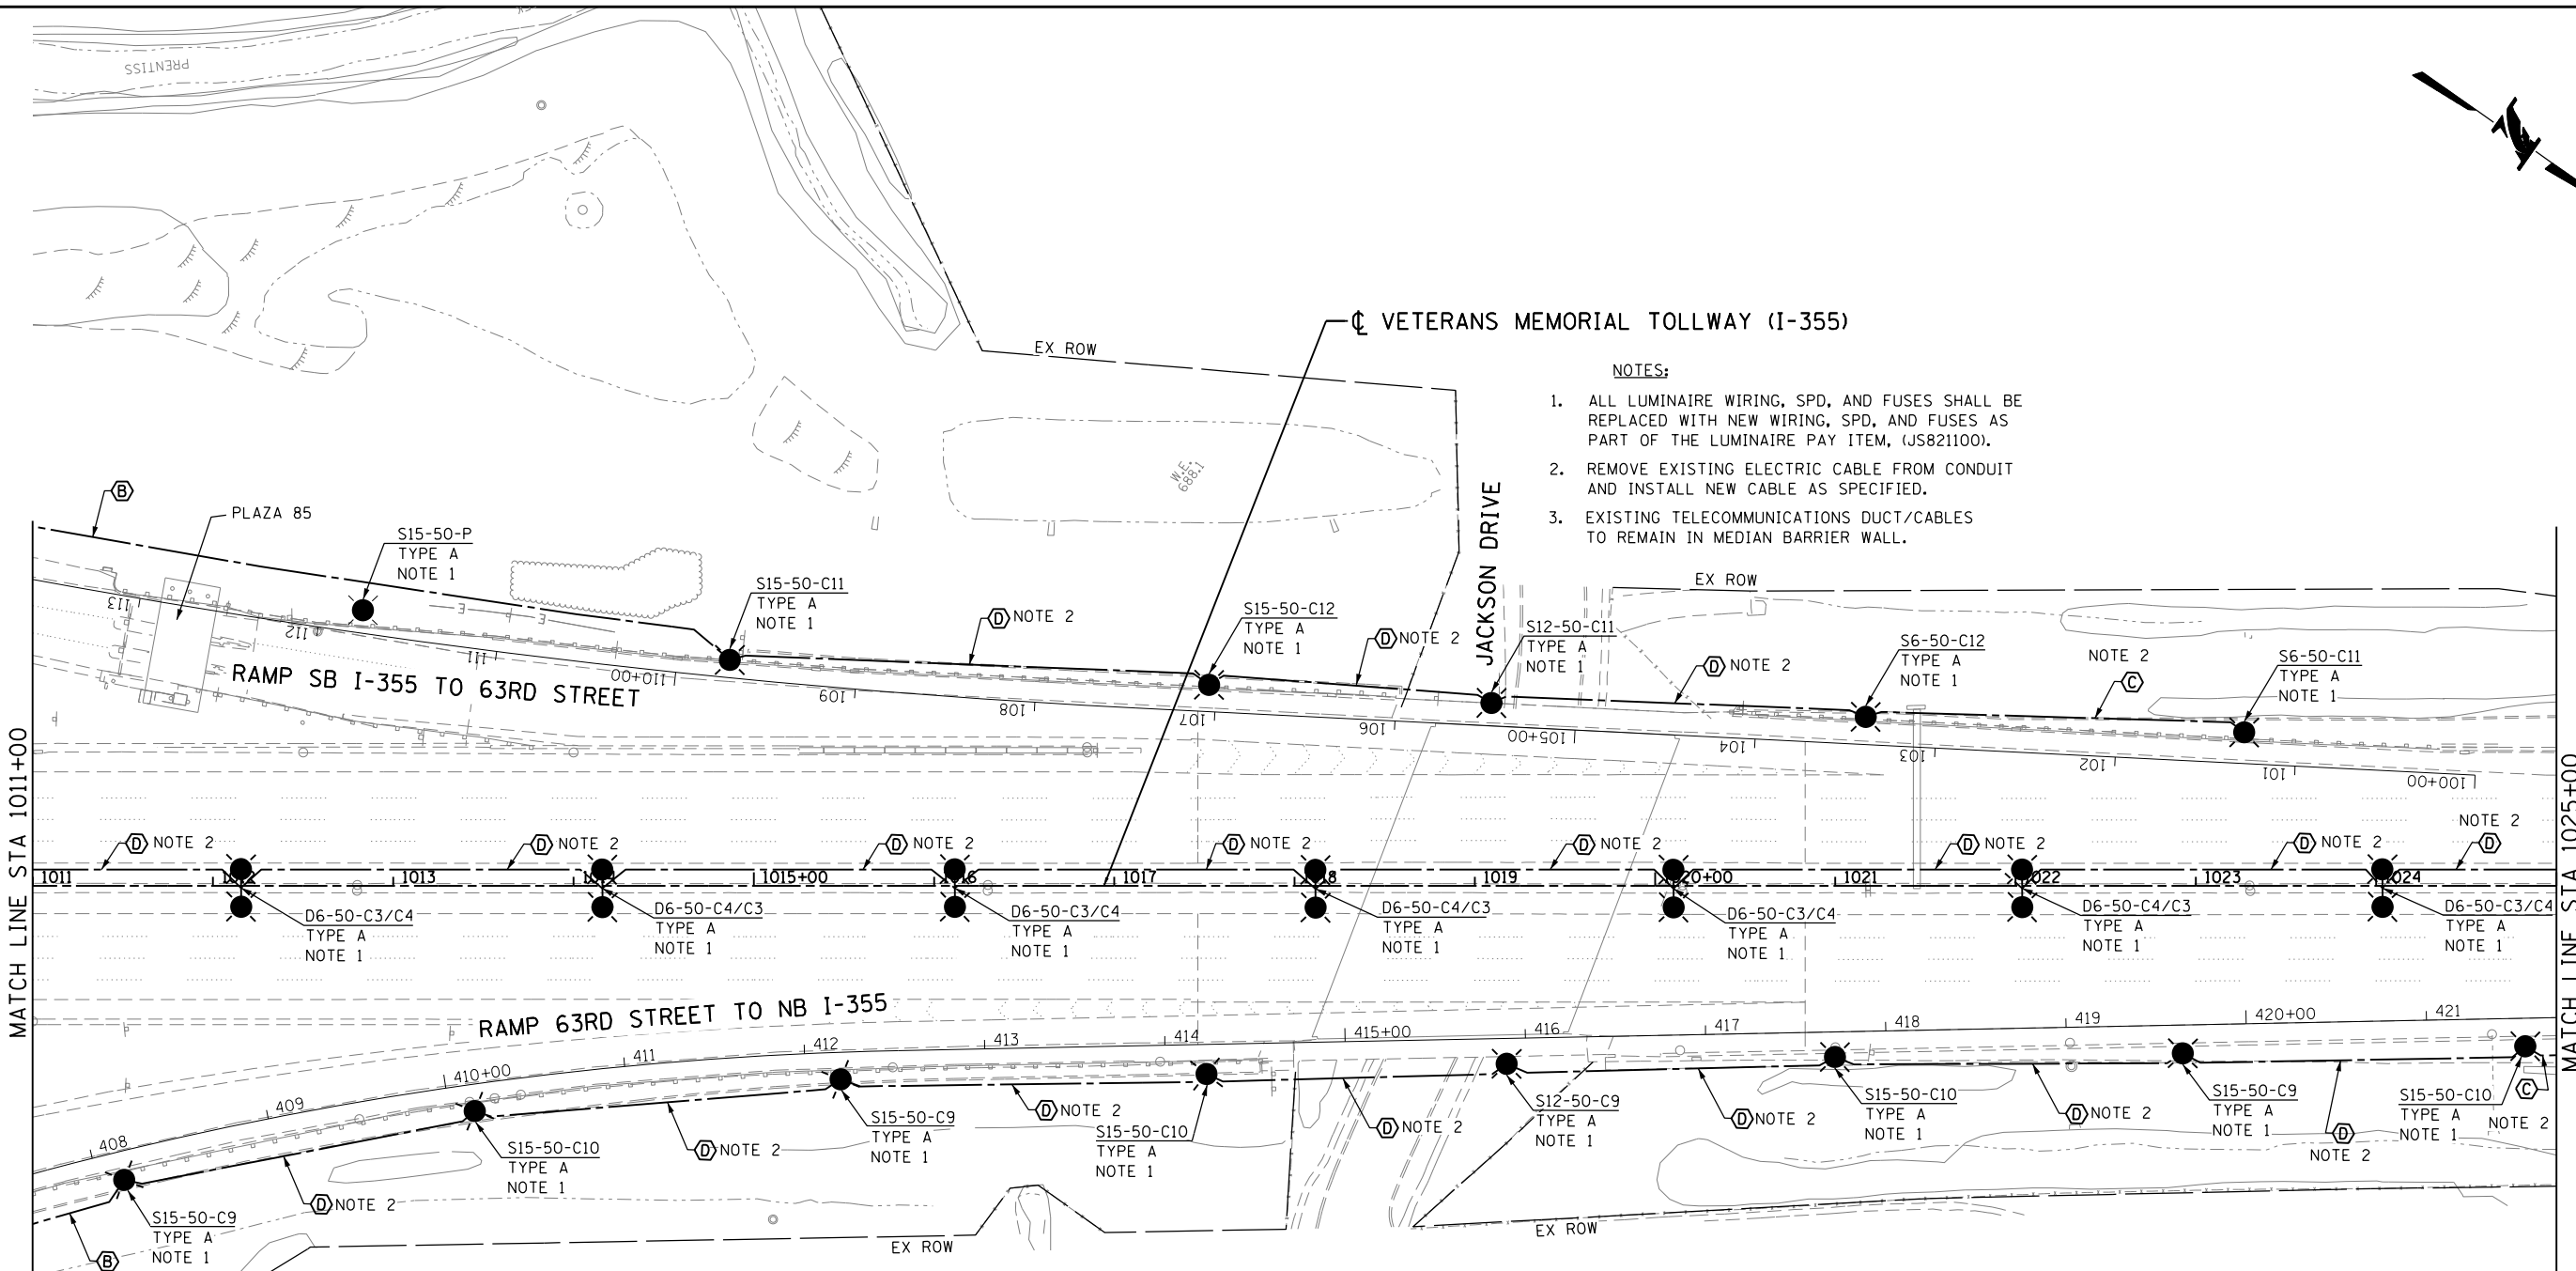 PRENTISS
EX ROW
℄ VETERANS MEMORIAL TOLLWAY (I-355)
NOTES:
1. ALL LUMINAIRE WIRING, SPD, AND FUSES SHALL BE
REPLACED WITH NEW WIRING, SPD, AND FUSES AS
PART OF THE LUMINAIRE PAY ITEM, (JS821100).
2. REMOVE EXISTING ELECTRIC CABLE FROM CONDUIT
AND INSTALL NEW CABLE AS SPECIFIED.
3. EXISTING TELECOMMUNICATIONS DUCT/CABLES
TO REMAIN IN MEDIAN BARRIER WALL.
W.E.
688.1
JACKSON DRIVE
EX ROW
B
PLAZA 85
S15-50-P
TYPE A
NOTE 1
S15-50-C11
TYPE A
NOTE 1
D NOTE 2
S15-50-C12
TYPE A
NOTE 1
D NOTE 2
S12-50-C11
TYPE A
NOTE 1
D NOTE 2
S6-50-C12
TYPE A
NOTE 1
NOTE 2
C
S6-50-C11
TYPE A
NOTE 1
E
E
113
112
111
110+00
109
108
107
106
105+00
104
103
102
101
100+00
RAMP SB I-355 TO 63RD STREET
MATCH LINE STA 1011+00
MATCH LINE STA 1025+00
D NOTE 2
D NOTE 2
D NOTE 2
D NOTE 2
D NOTE 2
D NOTE 2
D NOTE 2
NOTE 2
D
1011
1013
1015+00
1017
1019
1021
1022
1023
1024
D6-50-C3/C4
TYPE A
NOTE 1
D6-50-C4/C3
TYPE A
NOTE 1
D6-50-C3/C4
TYPE A
NOTE 1
D6-50-C4/C3
TYPE A
NOTE 1
D6-50-C3/C4
TYPE A
NOTE 1
D6-50-C4/C3
TYPE A
NOTE 1
D6-50-C3/C4
TYPE A
NOTE 1
RAMP 63RD STREET TO NB I-355
408
409
410+00
411
412
413
414
415+00
416
417
418
419
420+00
421
S15-50-C9
TYPE A
NOTE 1
B
D NOTE 2
S15-50-C10
TYPE A
NOTE 1
D NOTE 2
S15-50-C9
TYPE A
NOTE 1
D NOTE 2
S15-50-C10
TYPE A
NOTE 1
D NOTE 2
S12-50-C9
TYPE A
NOTE 1
D NOTE 2
S15-50-C10
TYPE A
NOTE 1
D NOTE 2
S15-50-C9
TYPE A
NOTE 1
D
NOTE 2
S15-50-C10
TYPE A
NOTE 1
C
NOTE 2
EX ROW
EX ROW